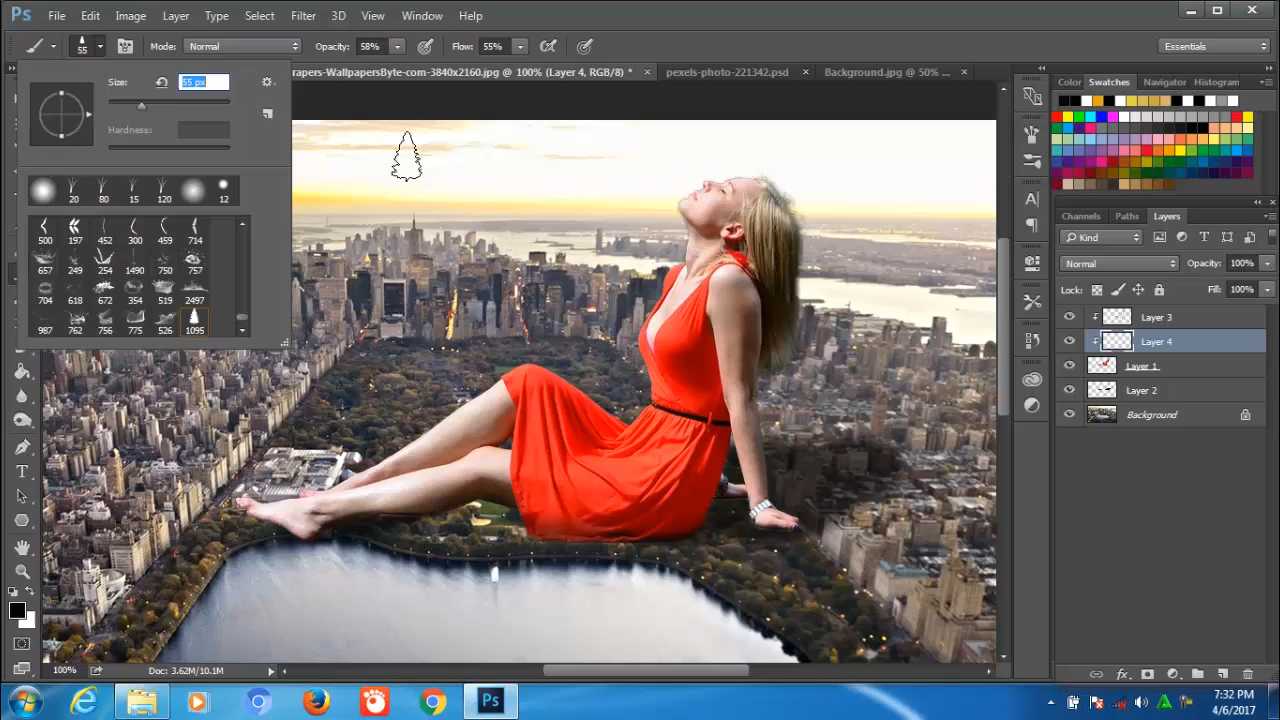 Ps File Edit Image Layer Type Select Filter 3D View Window Help
55 Mode: Normal Opacity: 58% Flow: 55% Essentials
rapers-WallpapersByte-com-3840x2160.jpg @ 100% (Layer 4, RGB/8) * × pexels-photo-221342.psd × Background.jpg @ 50% ... ×
Size: 55 px
Hardness:
20 80 15 120 12
500 197 452 300 459 714
657 249 254 1490 750 757
704 618 672 354 519 2497
987 762 756 775 526 1095
Color Swatches Navigator Histogram
Channels Paths Layers
Kind
Normal Opacity: 100%
Lock: Fill: 100%
Layer 3
Layer 4
Layer 1
Layer 2
Background
100% Doc: 3.62M/10.1M
Ps
7:32 PM
4/6/2017